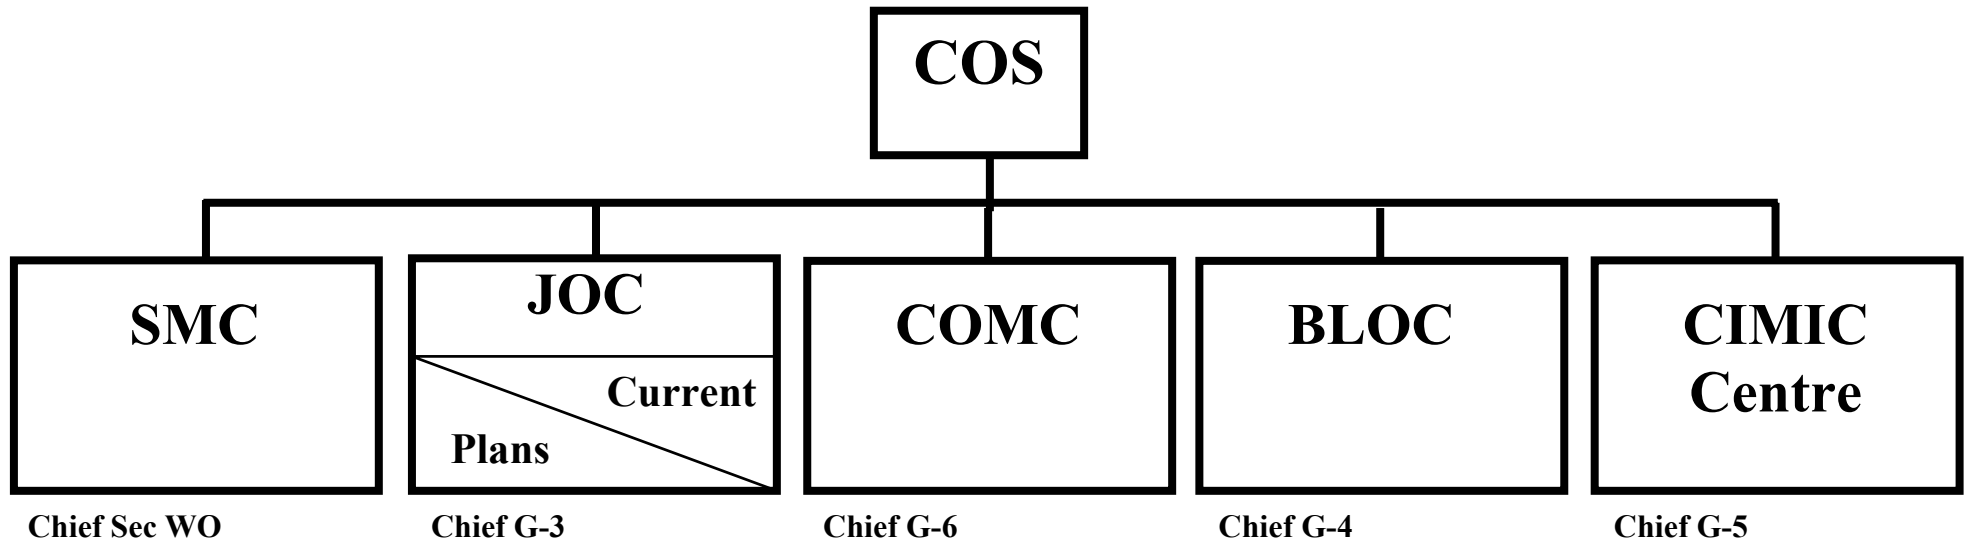 COS
SMC
JOC
Current
Plans
COMC
BLOC
CIMIC
Centre
Chief Sec WO
Chief G-3
Chief G-6
Chief G-4
Chief G-5